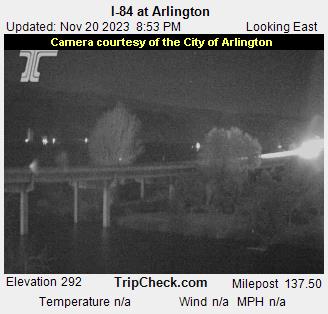 I-84 at Arlington
Updated: Nov 20 2023 8:53 PM Looking East
Camera courtesy of the City of Arlington
Elevation 292 TripCheck.com Milepost 137.50
Temperature n/a Wind n/a MPH n/a